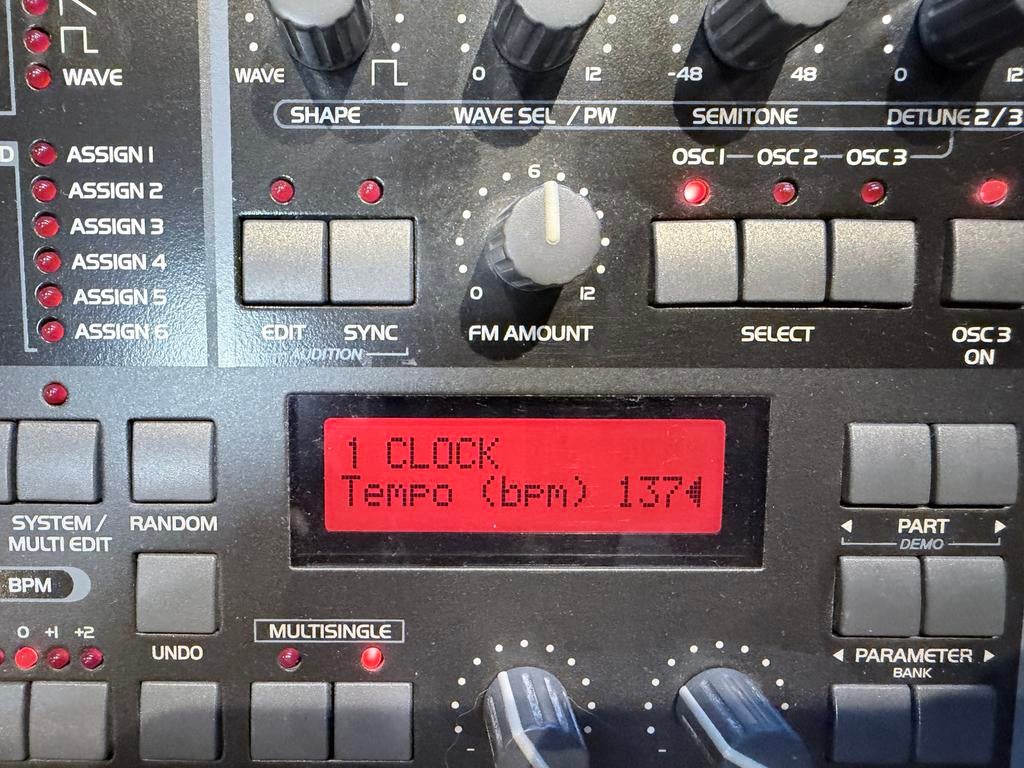 WAVE
WAVE
0
12
-48
48
0
12
SHAPE
WAVE SEL / PW
SEMITONE
DETUNE 2/3
D
ASSIGN 1
ASSIGN 2
ASSIGN 3
ASSIGN 4
ASSIGN 5
ASSIGN 6
OSC 1
OSC 2
OSC 3
6
0
12
EDIT
SYNC
AUDITION
FM AMOUNT
SELECT
OSC 3
ON
1 CLOCK
Tempo (bpm) 137
SYSTEM /
MULTI EDIT
RANDOM
PART
DEMO
BPM
0 +1 +2
UNDO
MULTISINGLE
PARAMETER
BANK
-
-